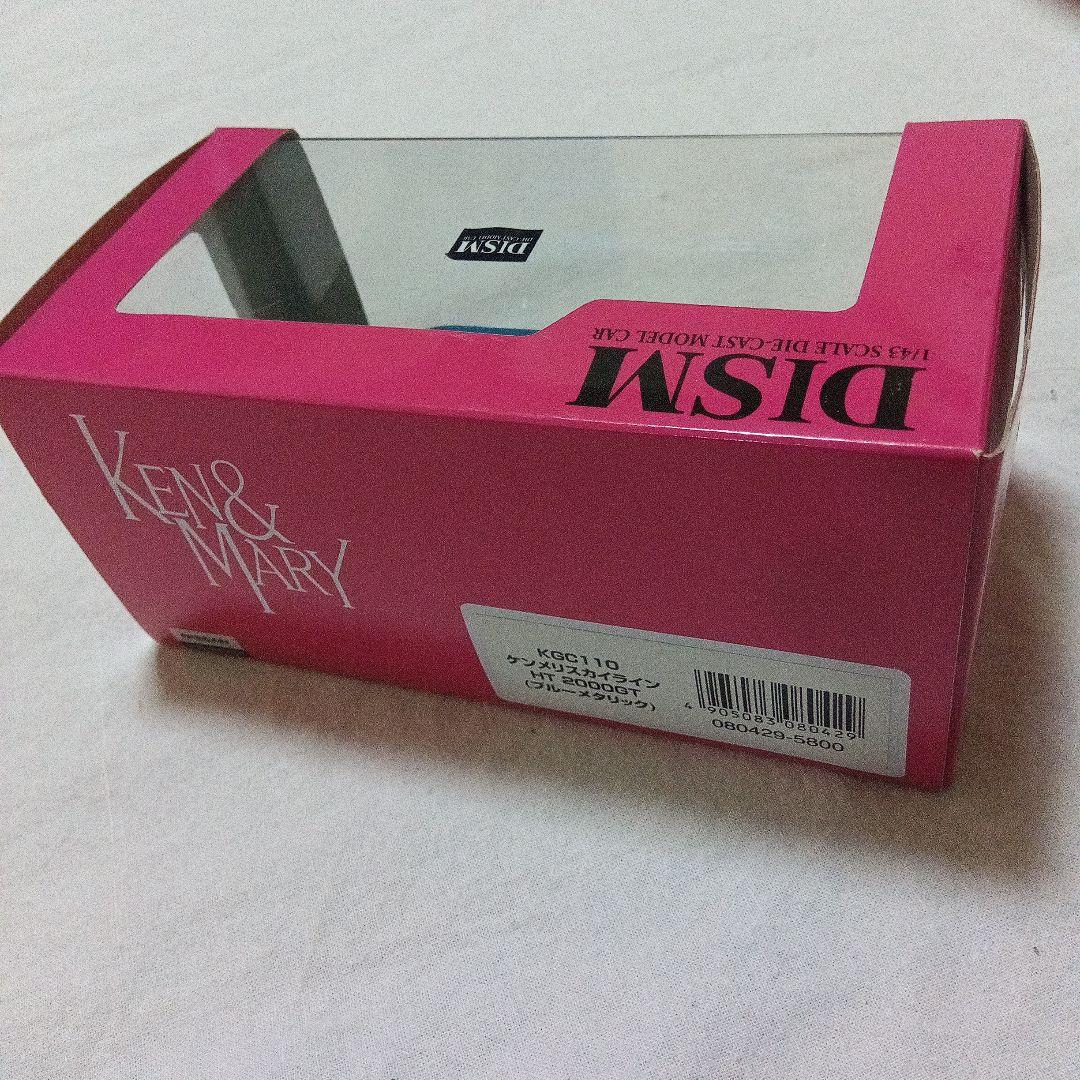 DISM
DIE-CAST MODEL CAR
DISM
1/43 SCALE DIE-CAST MODEL CAR
KEN&
MARY
KGC110
ケンメリスカイライン
HT 2000GT
(ブルーメタリック)
4 905083 080429
080429-5800